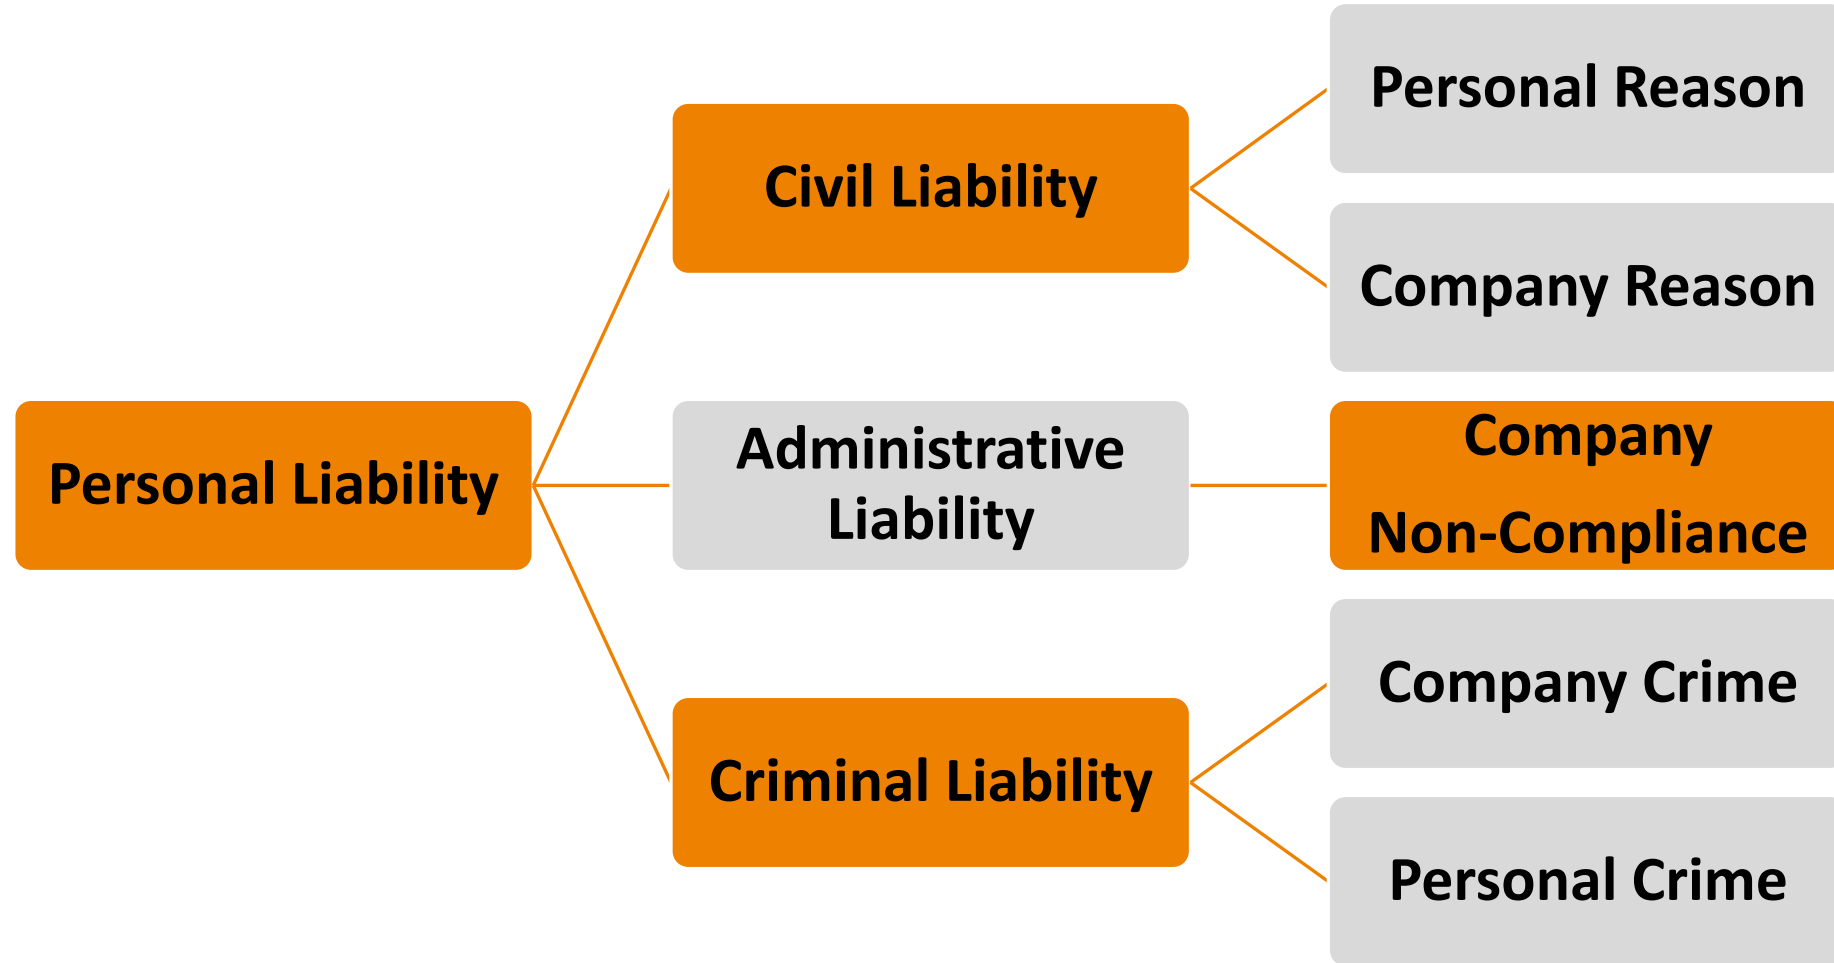 Personal Liability
Civil Liability
Personal Reason
Company Reason
Administrative
Liability
Company
Non-Compliance
Criminal Liability
Company Crime
Personal Crime